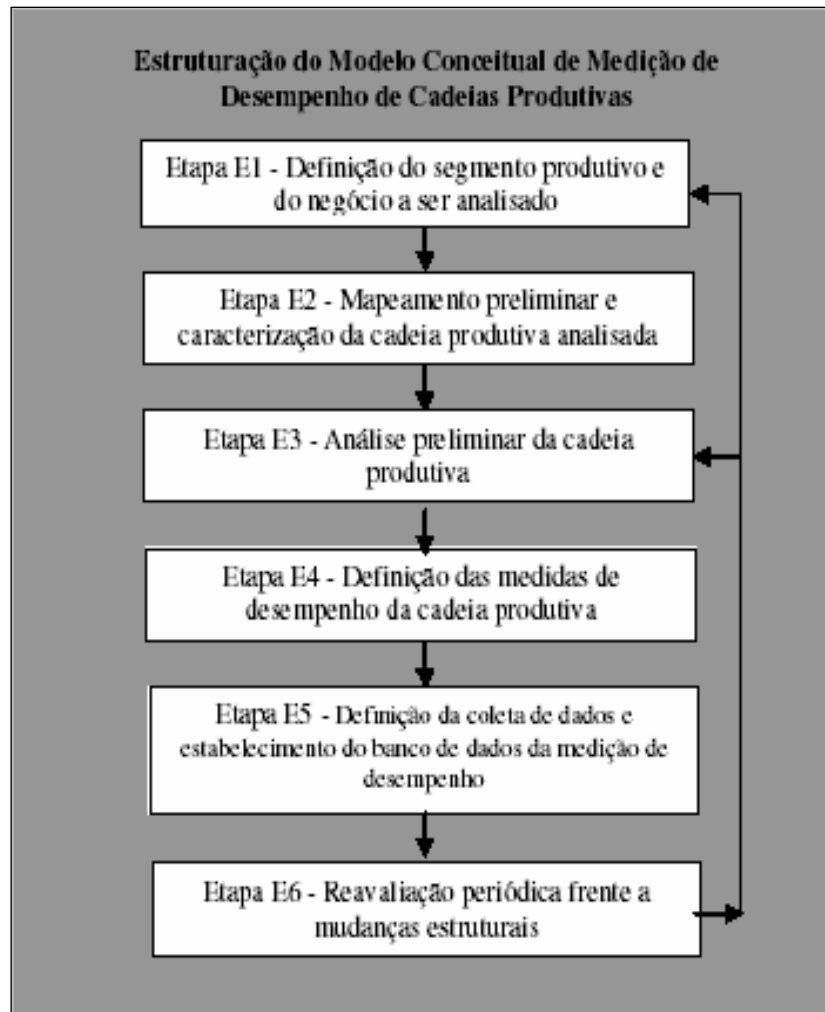 Estruturação do Modelo Conceitual de Medição de
Desempenho de Cadeias Produtivas
Etapa E1 - Definição do segmento produtivo e
do negócio a ser analisado
Etapa E2 - Mapeamento preliminar e
caracterização da cadeia produtiva analisada
Etapa E3 - Análise preliminar da cadeia
produtiva
Etapa E4 - Definição das medidas de
desempenho da cadeia produtiva
Etapa E5 - Definição da coleta de dados e
estabelecimento do banco de dados da medição de
desempenho
Etapa E6 - Reavaliação periódica frente a
mudanças estruturais